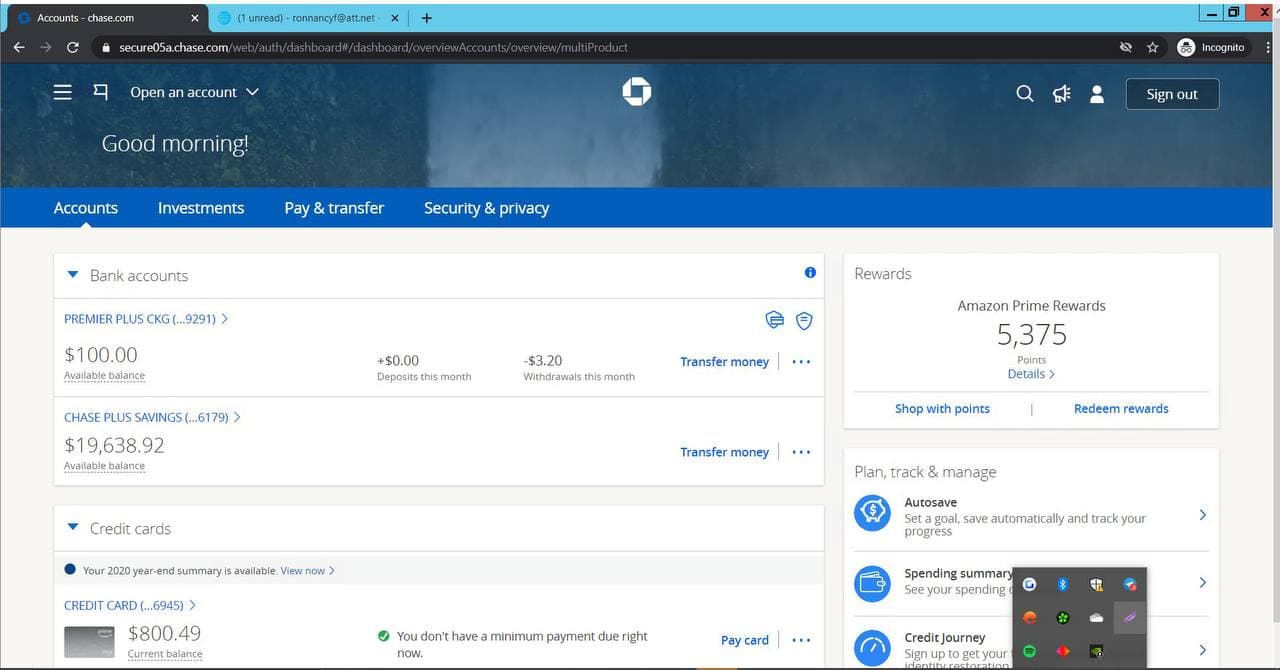 Accounts - chase.com
(1 unread) - ronnancyf@att.net -
secure05a.chase.com/web/auth/dashboard#/dashboard/overviewAccounts/overview/multiProduct
Incognito
Open an account
Sign out
Good morning!
Accounts
Investments
Pay & transfer
Security & privacy
Bank accounts
PREMIER PLUS CKG (...9291)
$100.00
Available balance
+$0.00
Deposits this month
-$3.20
Withdrawals this month
Transfer money
CHASE PLUS SAVINGS (...6179)
$19,638.92
Available balance
Transfer money
Credit cards
Your 2020 year-end summary is available. View now
CREDIT CARD (...6945)
prime
$800.49
Current balance
You don't have a minimum payment due right
now.
Pay card
Rewards
Amazon Prime Rewards
5,375
Points
Details
Shop with points
|
Redeem rewards
Plan, track & manage
Autosave
Set a goal, save automatically and track your
progress
Spending summary
See your spending
Credit Journey
Sign up to get your
identity restoration